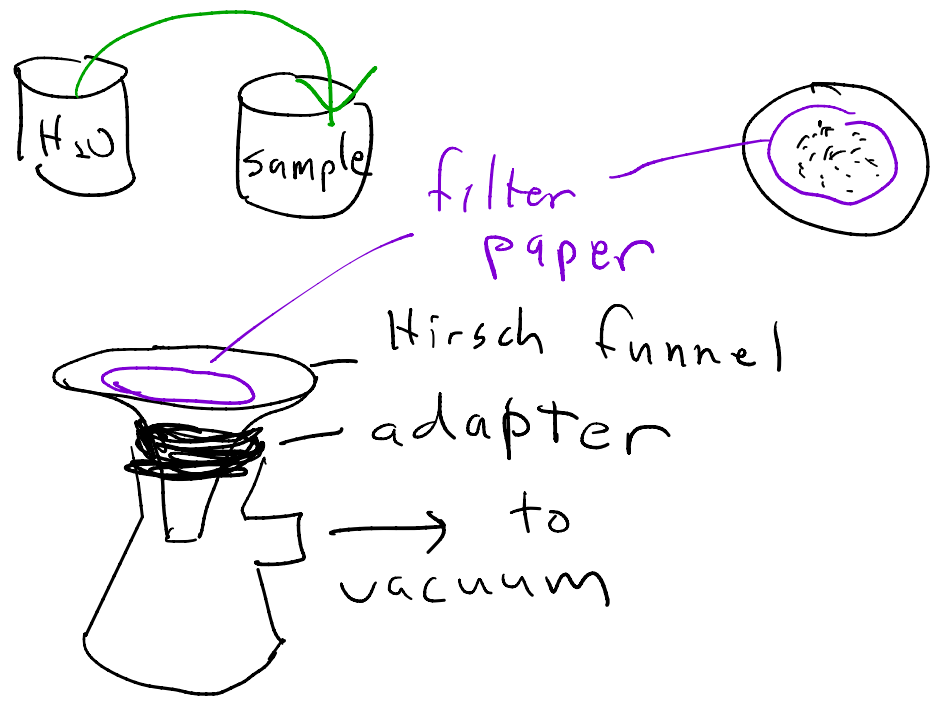 H2O
Sample
filter
paper
Hirsch funnel
adapter
to
vacuum